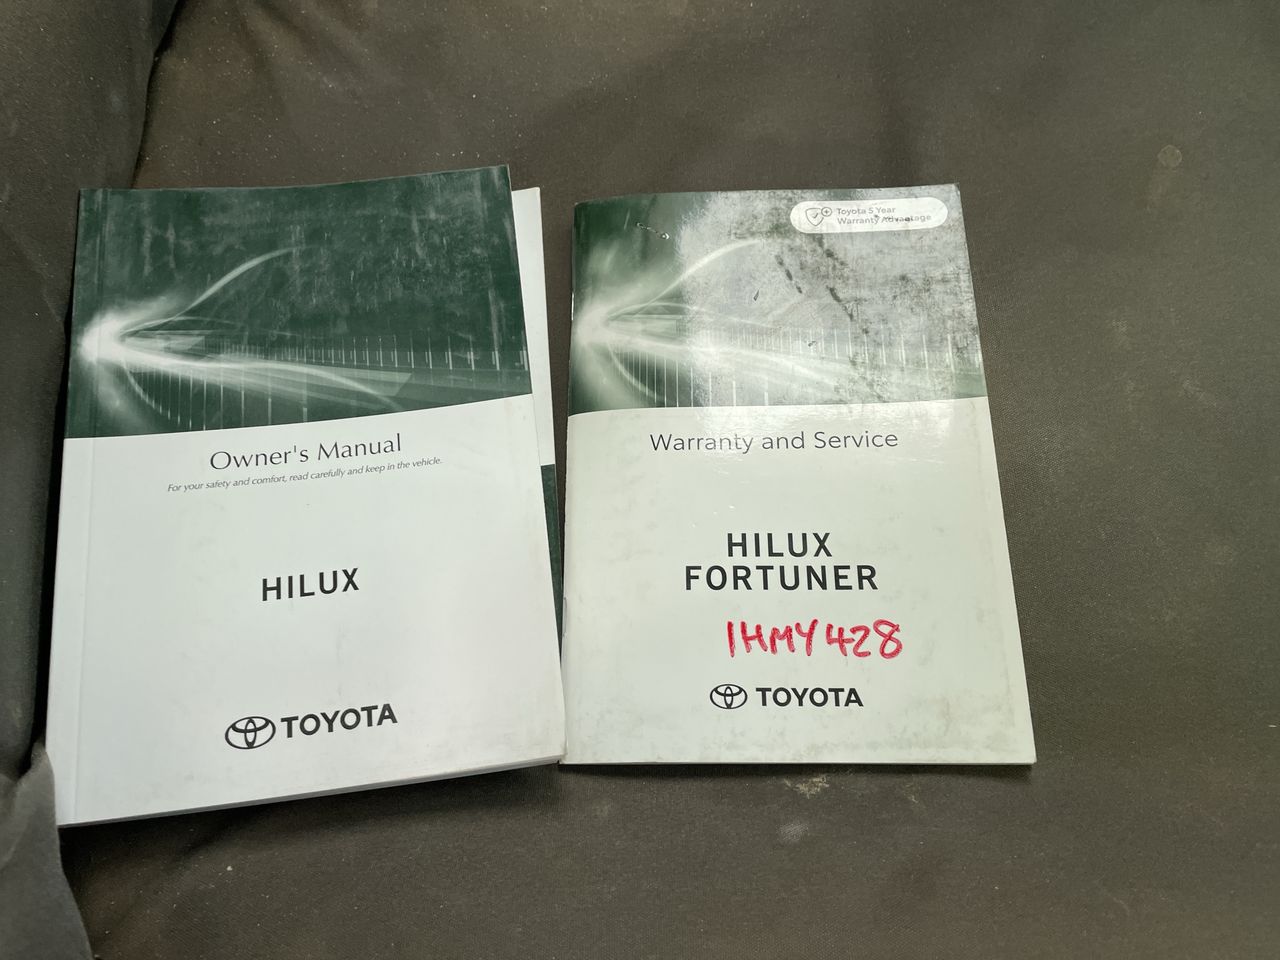 Owner's Manual
For your safety and comfort, read carefully and keep in the vehicle.
HILUX
TOYOTA
Toyota 5 Year
Warranty Advantage
Warranty and Service
HILUX
FORTUNER
1HMY428
TOYOTA